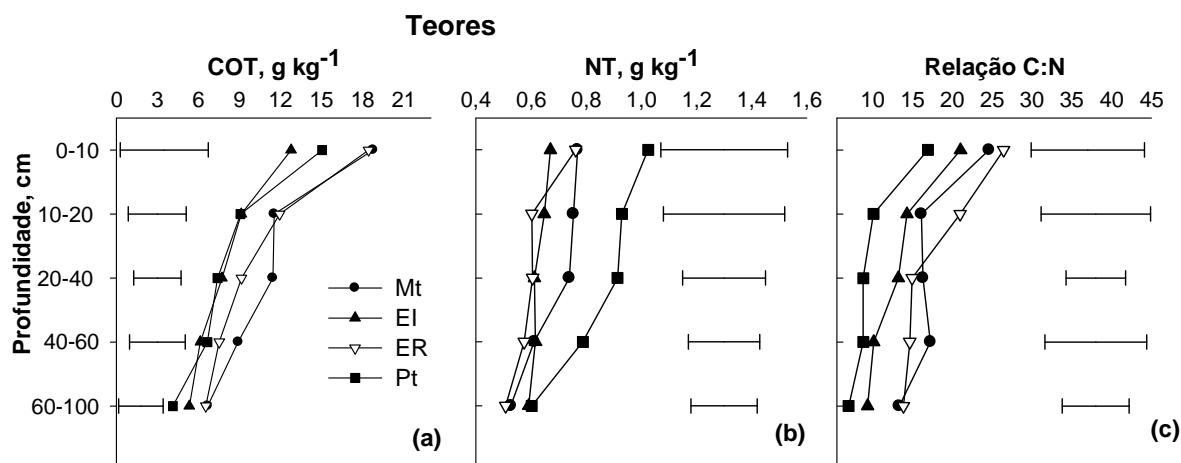 Teores
COT, g kg-1
NT, g kg-1
Relação C:N
0 3 6 9 12 15 18 21
0,4 0,6 0,8 1,0 1,2 1,4 1,6
10 15 20 25 30 35 40 45
Profundidade, cm
0-10
10-20
20-40
40-60
60-100
Mt
EI
ER
Pt
(a)
(b)
(c)